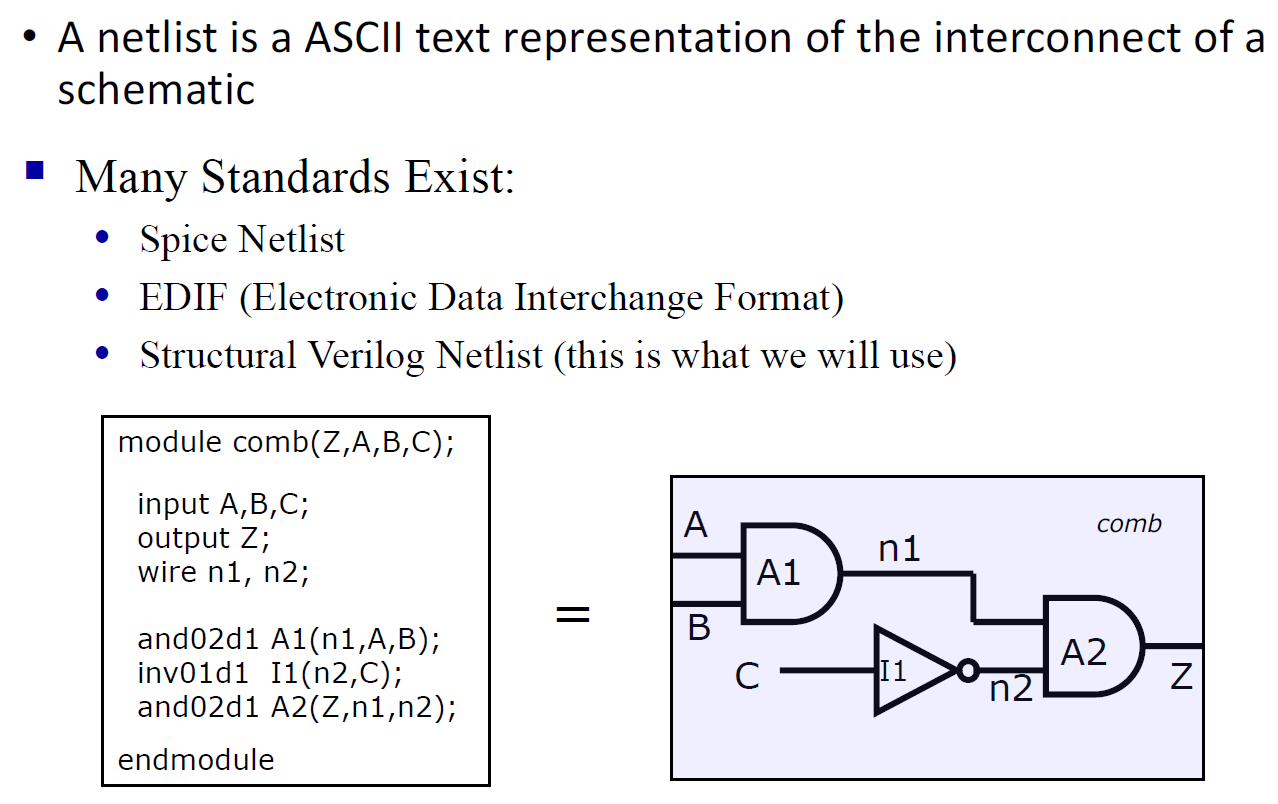 • A netlist is a ASCII text representation of the interconnect of a
schematic
▪ Many Standards Exist:
• Spice Netlist
• EDIF (Electronic Data Interchange Format)
• Structural Verilog Netlist (this is what we will use)
module comb(Z,A,B,C);
input A,B,C;
output Z;
wire n1, n2;
and02d1 A1(n1,A,B);
inv01d1 I1(n2,C);
and02d1 A2(Z,n1,n2);
endmodule
=
comb
A
A1
n1
B
C
I1
n2
A2
Z